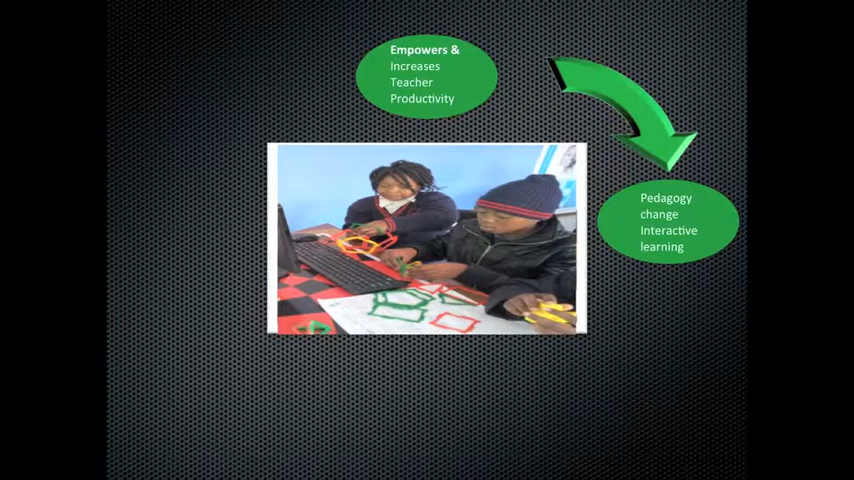 Empowers &
Increases
Teacher
Productivity
Pedagogy
change
Interactive
learning